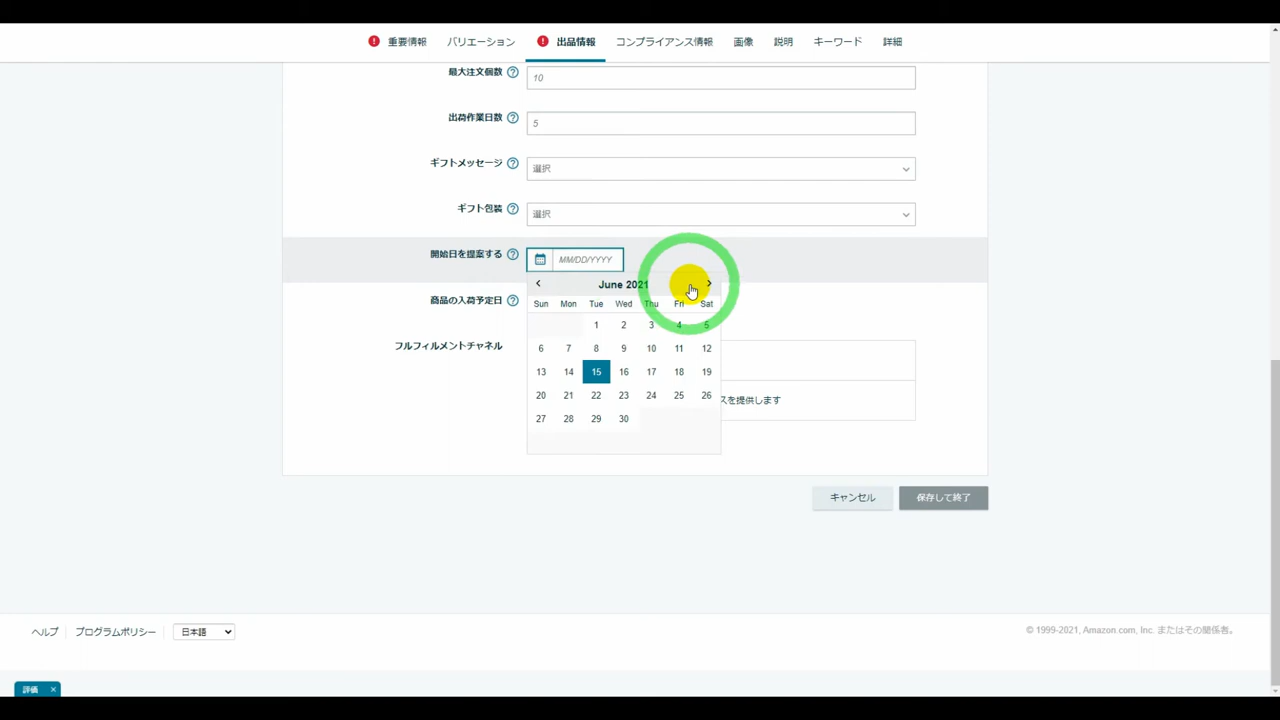 重要情報 バリエーション 出品情報 コンプライアンス情報 画像 説明 キーワード 詳細
最大注文個数 10
出荷作業日数 5
ギフトメッセージ 選択
ギフト包装 選択
開始日を提案する MM/DD/YYYY
June 2021
Sun Mon Tue Wed Thu Fri Sat
商品の入荷予定日
1 2 3 4 5
フルフィルメントチャネル
6 7 8 9 10 11 12
13 14 15 16 17 18 19
20 21 22 23 24 25 26
スを提供します
27 28 29 30
キャンセル 保存して終了
ヘルプ プログラムポリシー 日本語
© 1999-2021, Amazon.com, Inc. またはその関係者。
評価 ×